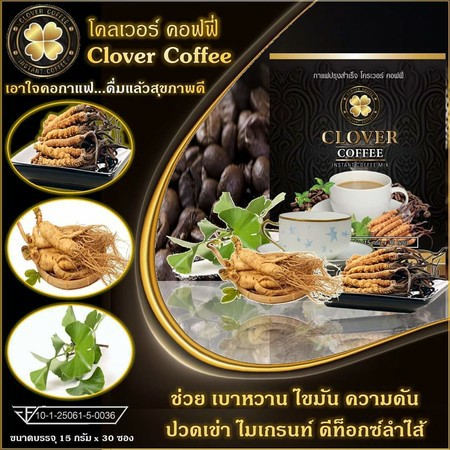 CLOVER COFFEE
INSTANT COFFEE
โคลเวอร์ คอฟฟี่
Clover Coffee
เอาใจคอกาแฟ...ดื่มแล้วสุขภาพดี
กาแฟปรุงสำเร็จ โครเวอร์ คอฟฟี่
CLOVER
COFFEE
INSTANT COFFEE MIX
ช่วย เบาหวาน ไขมัน ความดัน
ปวดเข่า ไมเกรนท์ ดีท็อกซ์ลำไส้
10-1-25061-5-0036
ขนาดบรรจุ 15 กรัม x 30 ซอง